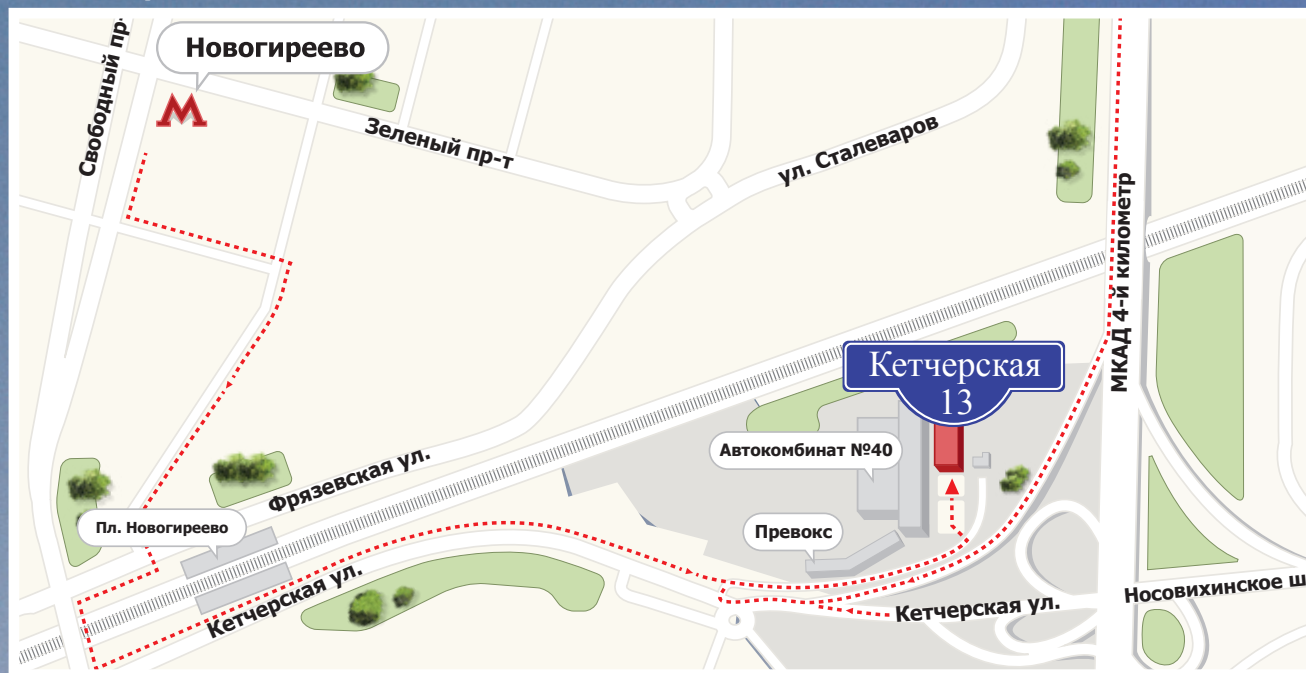 Новогиреево
Свободный пр-
Зеленый пр-т
ул. Сталеваров
МКАД 4-й километр
Кетчерская
13
Автокомбинат №40
Фрязевская ул.
Пл. Новогиреево
Превокс
Кетчерская ул.
Кетчерская ул.
Носовихинское ш